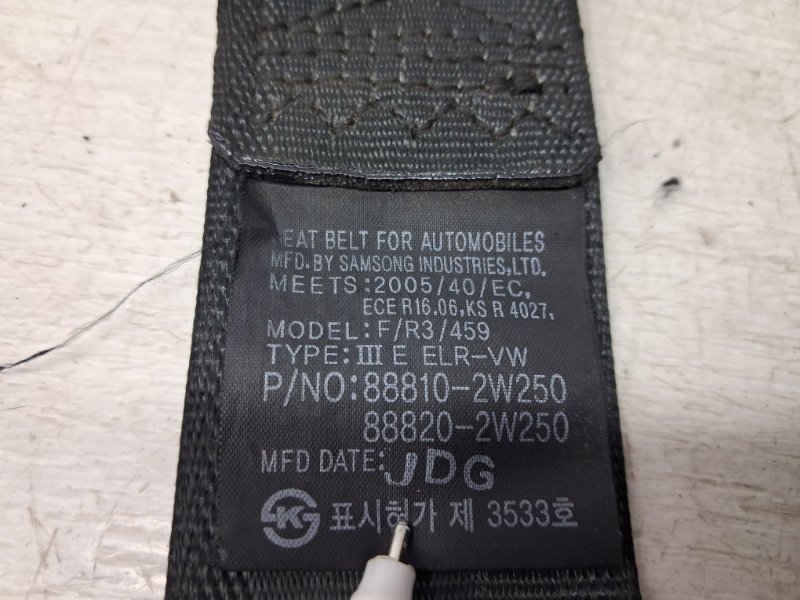 SEAT BELT FOR AUTOMOBILES
MFD. BY SAMSONG INDUSTRIES,LTD.
MEETS:2005/40/EC,
ECE R16.06,KS R 4027,
MODEL:F/R3/459
TYPE:III E ELR-VW
P/NO:88810-2W250
88820-2W250
MFD DATE:JDG
표시허가 제 3533호